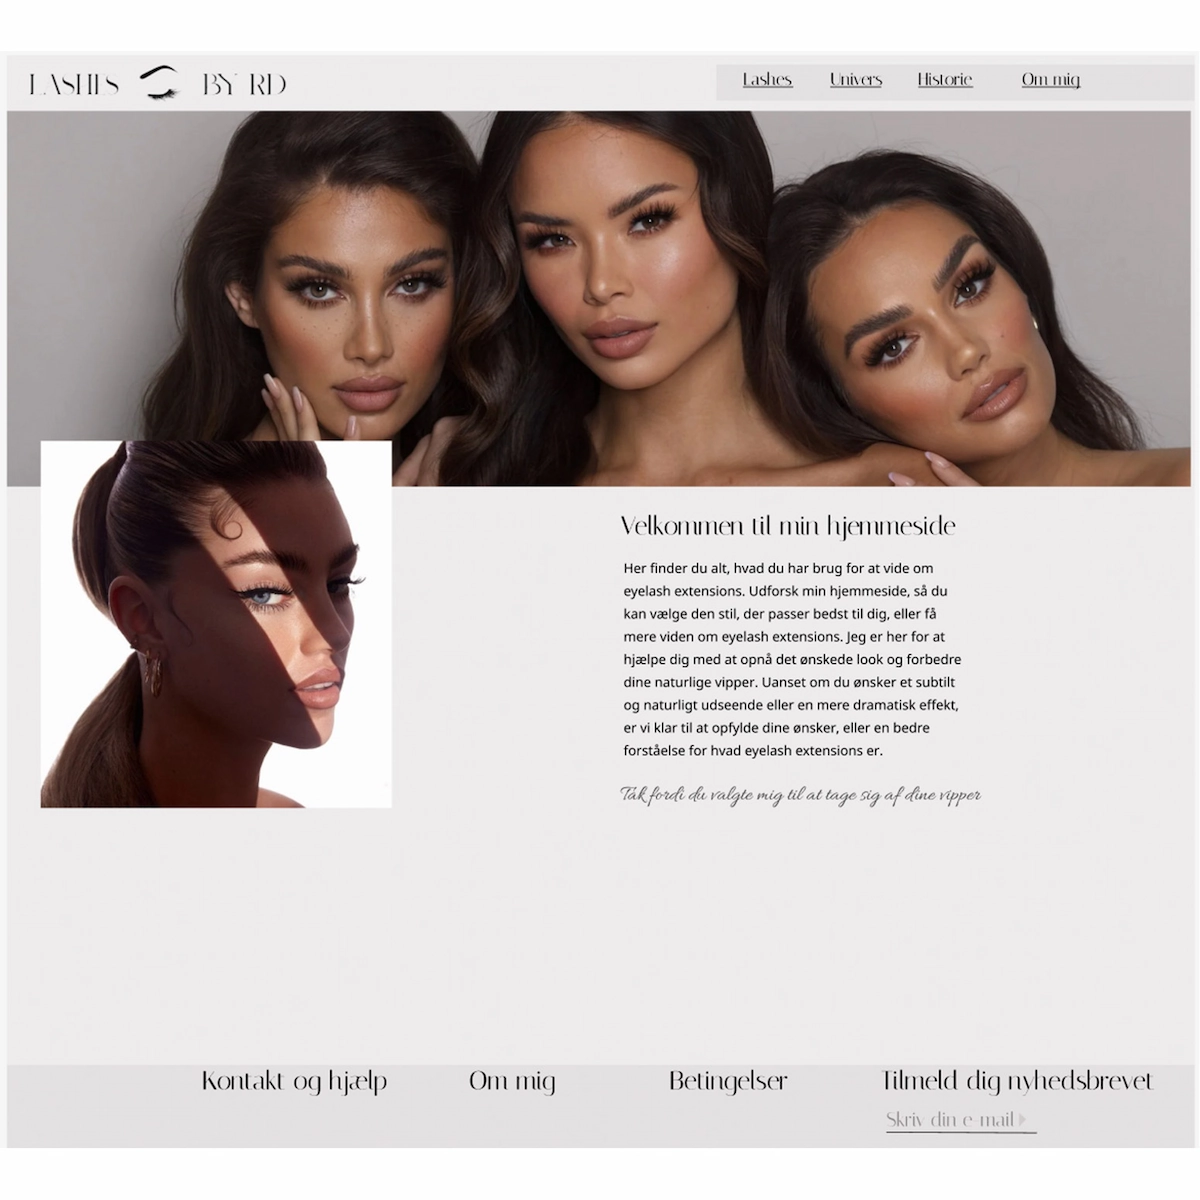 LASHES BY RD
Lashes Univers Historie Om mig
Velkommen til min hjemmeside
Her finder du alt, hvad du har brug for at vide om
eyelash extensions. Udforsk min hjemmeside, så du
kan vælge den stil, der passer bedst til dig, eller få
mere viden om eyelash extensions. Jeg er her for at
hjælpe dig med at opnå det ønskede look og forbedre
dine naturlige vipper. Uanset om du ønsker et subtilt
og naturligt udseende eller en mere dramatisk effekt,
er vi klar til at opfylde dine ønsker, eller en bedre
forståelse for hvad eyelash extensions er.
Tak fordi du valgte mig til at tage sig af dine vipper
Kontakt og hjælp Om mig Betingelser Tilmeld dig nyhedsbrevet
Skriv din e-mail